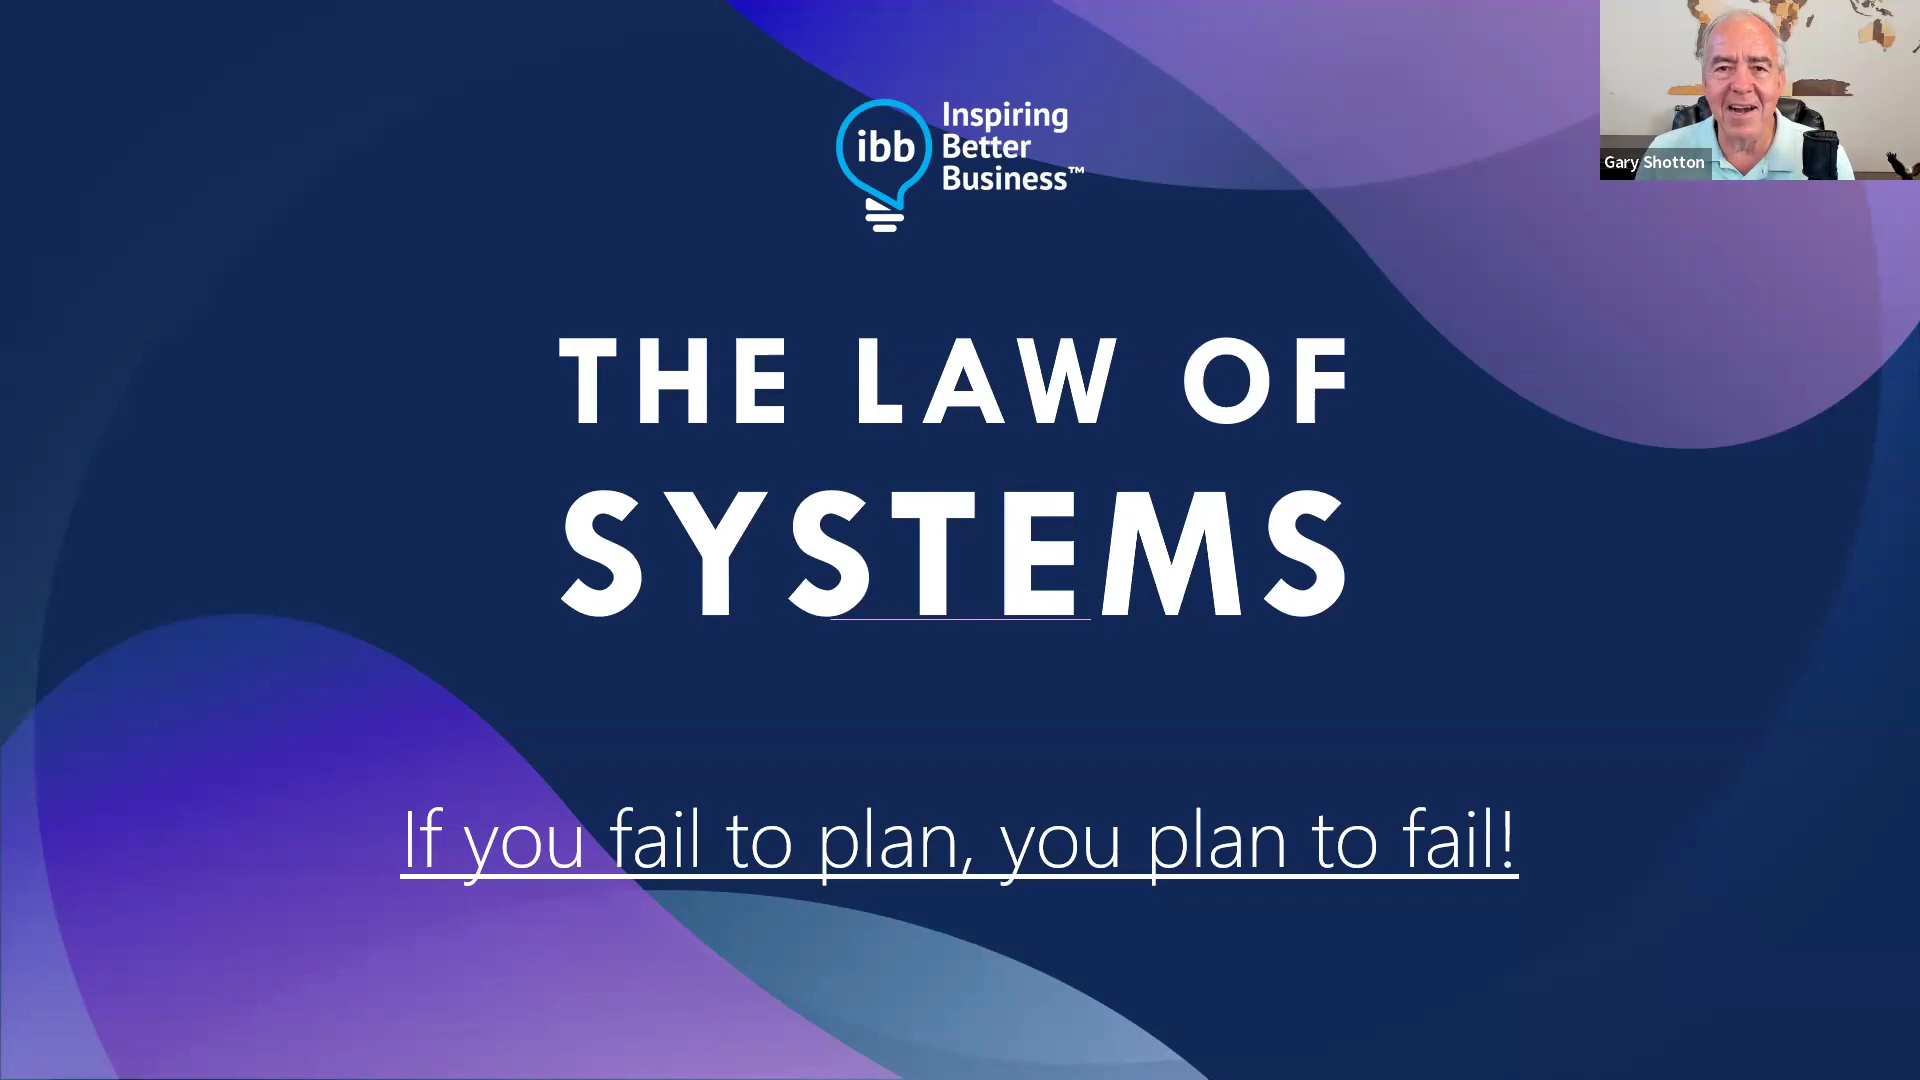 ibb
Inspiring
Better
Business™
Gary Shotton
THE LAW OF
SYSTEMS
If you fail to plan, you plan to fail!